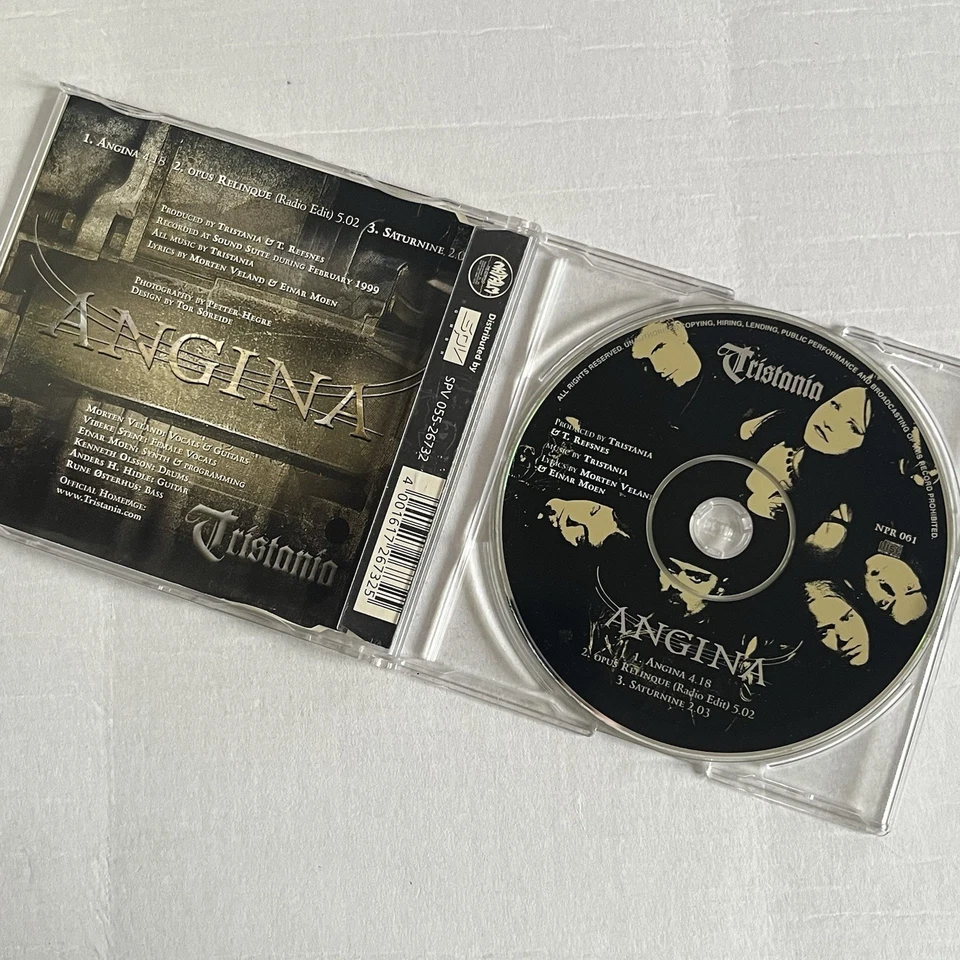 1. Angina 4.18
2. opus Relinque (Radio Edit) 5.02
3. Saturnine 2.0
Produced by Tristania & T. Refsnes
Recorded at Sound Suite during February 1999
All music by Tristania
Lyrics by Morten Veland & Einar Moen
Photography by Petter Hegre
Design by Tor Søreide
ANGINA
Morten Veland: Vocals & Guitars
Vibeke Stene: Female Vocals
Einar Moen: Synth & programming
Kenneth Olsson: Drums
Anders H. Hidle: Guitar
Rune Østerhus: Bass
Official Homepage:
www.Tristania.com
Tristania
NAPALM
Distributed by
SPV
SPV 055-26732
4 001617 267325
ALL RIGHTS RESERVED. UN
OPYING, HIRING, LENDING, PUBLIC PERFORMANCE AND BROADCASTING OF THIS RECORD PROHIBITED.
Tristania
Produced by Tristania
& T. Refsnes
Music by Tristania
Lyrics by Morten Velan
& Einar Moen
NPR 061
ANGINA
1. Angina 4.18
2. opus Relinque (Radio Edit) 5.02
3. Saturnine 2.03